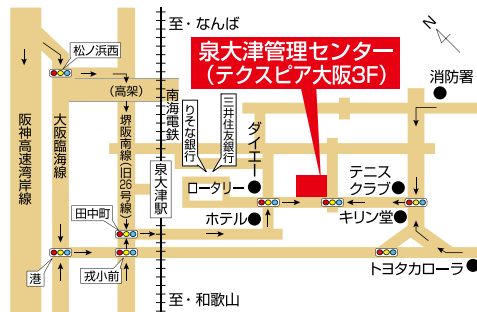 至・なんば
N
松ノ浜西
泉大津管理センター
(テクスピア大阪3F)
消防署
(高架)
南海電鉄
りそな銀行
三井住友銀行
ダイエー
阪神高速湾岸線
大阪臨海線
堺阪南線(旧26号線)
泉大津駅
ロータリー
テニス
クラブ
田中町
ホテル
キリン堂
港
戎小前
トヨタカローラ
至・和歌山